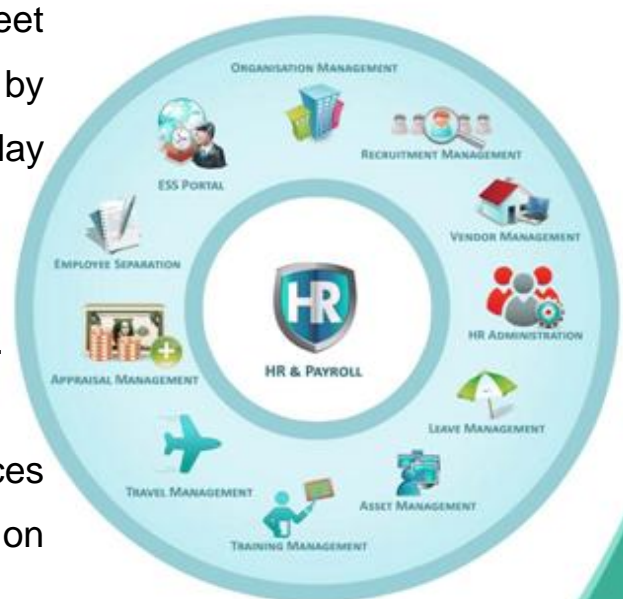 eet
by
lay
.
ces
on
ORGANISATION MANAGEMENT
RECRUITMENT MANAGEMENT
VENDOR MANAGEMENT
HR ADMINISTRATION
LEAVE MANAGEMENT
ASSET MANAGEMENT
TRAINING MANAGEMENT
TRAVEL MANAGEMENT
APPRAISAL MANAGEMENT
EMPLOYEE SEPARATION
ESS PORTAL
HR
HR & PAYROLL